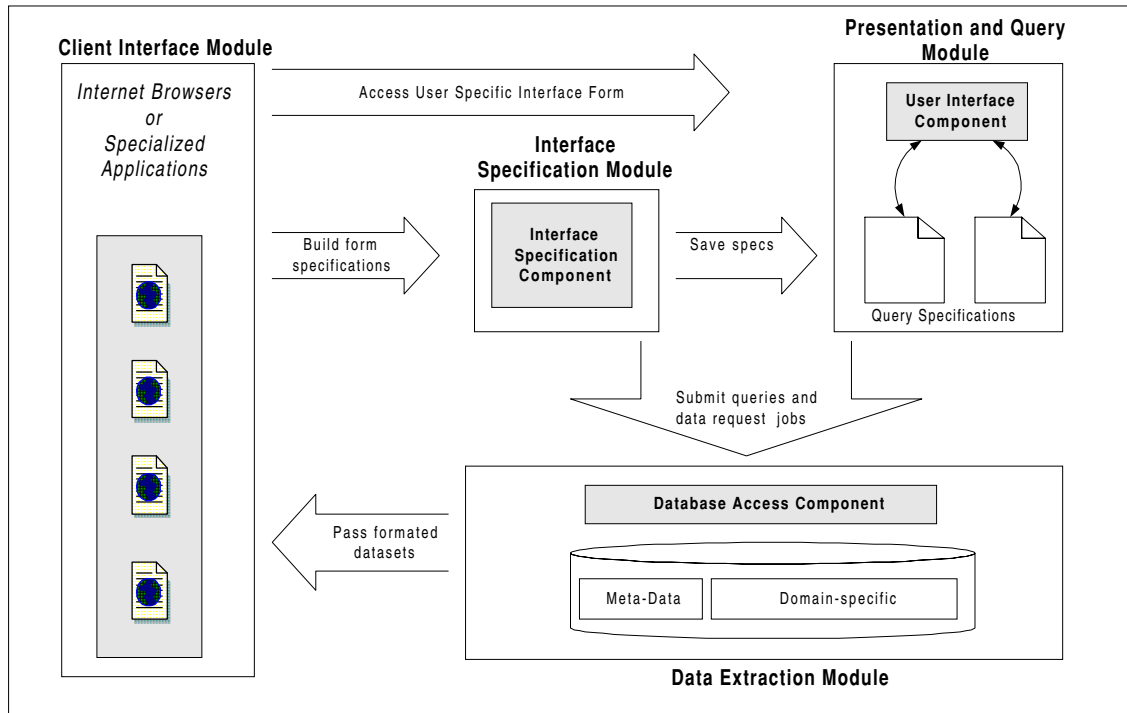 Client Interface Module
Internet Browsers
or
Specialized
Applications
Access User Specific Interface Form
Presentation and Query
Module
User Interface
Component
Query Specifications
Interface
Specification Module
Interface
Specification
Component
Build form
specifications
Save specs
Submit queries and
data request jobs
Database Access Component
Meta-Data
Domain-specific
Data Extraction Module
Pass formated
datasets